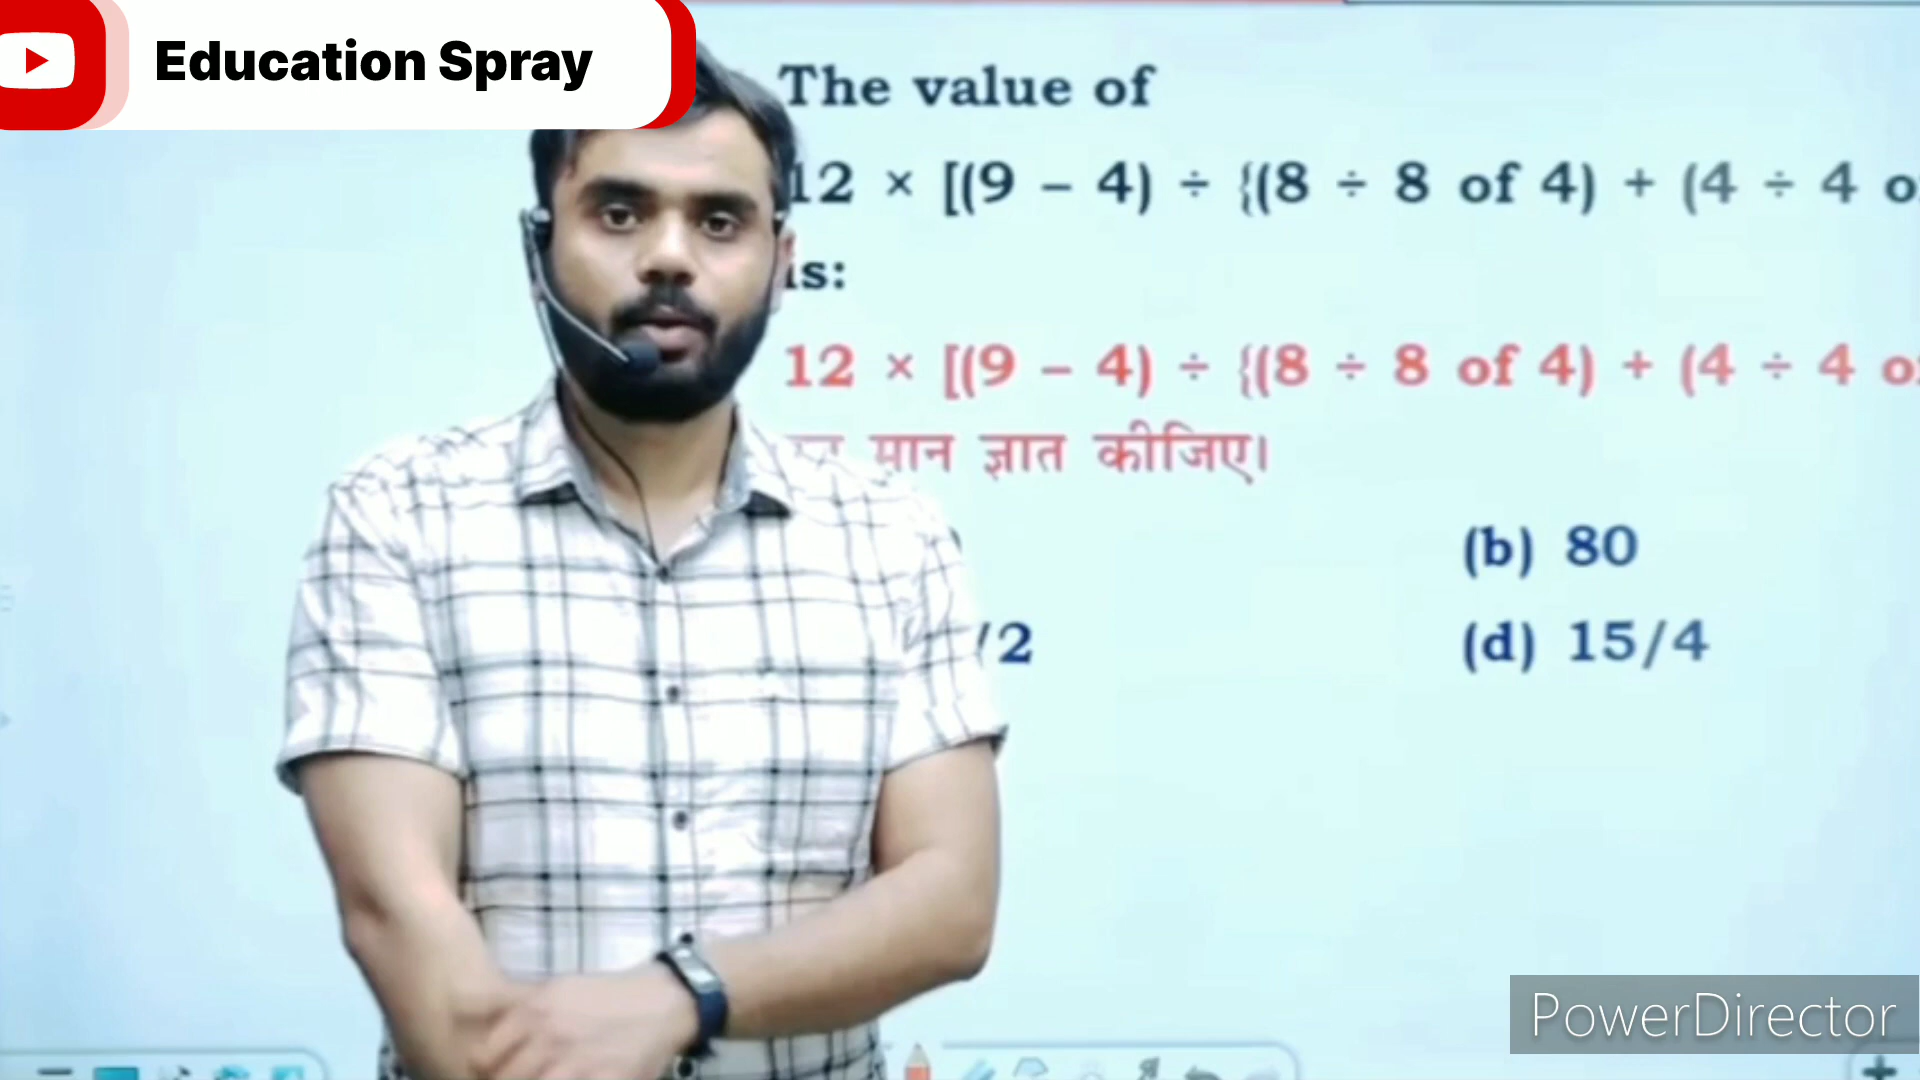 Education Spray
The value of
12 × [(9 – 4) ÷ {(8 ÷ 8 of 4) + (4 ÷ 4 o
is:
12 × [(9 – 4) ÷ {(8 ÷ 8 of 4) + (4 ÷ 4 o
मान ज्ञात कीजिए।
(b) 80
/2
(d) 15/4
PowerDirector